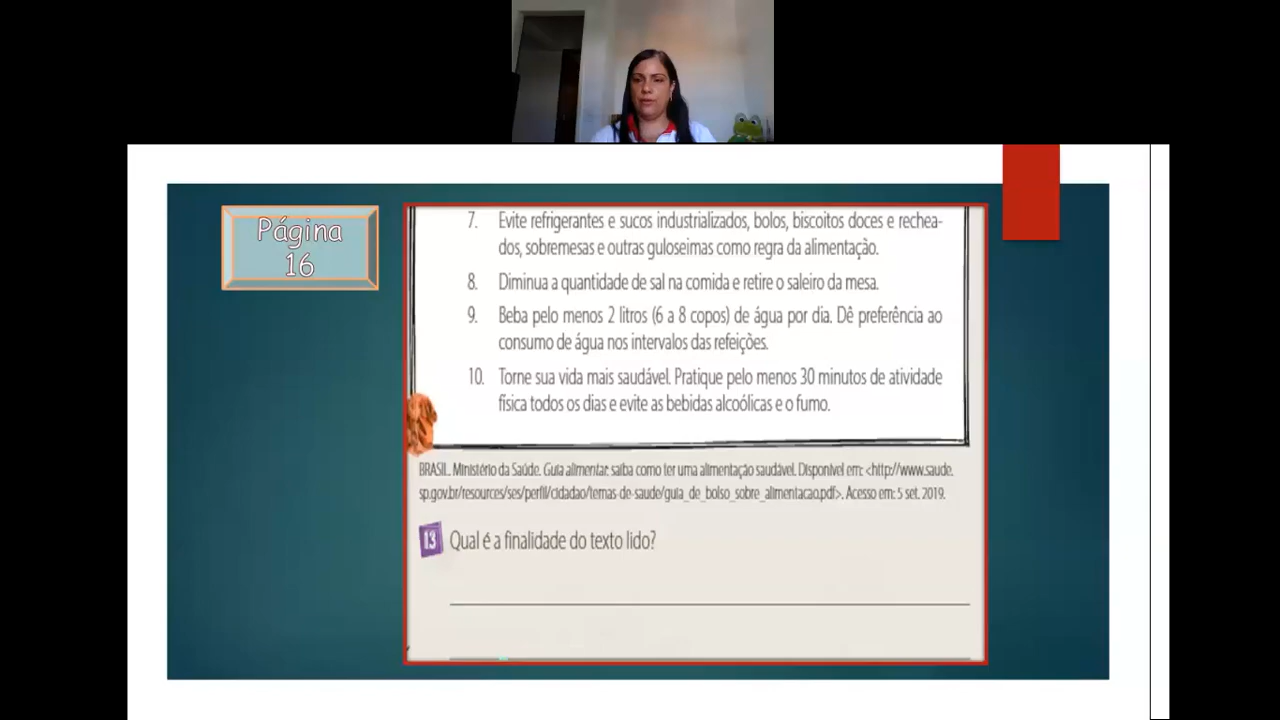 Página
16
7. Evite refrigerantes e sucos industrializados, bolos, biscoitos doces e rechea-
dos, sobremesas e outras guloseimas como regra da alimentação.
8. Diminua a quantidade de sal na comida e retire o saleiro da mesa.
9. Beba pelo menos 2 litros (6 a 8 copos) de água por dia. Dê preferência ao
consumo de água nos intervalos das refeições.
10. Torne sua vida mais saudável. Pratique pelo menos 30 minutos de atividade
física todos os dias e evite as bebidas alcoólicas e o fumo.
BRASIL. Ministério da Saúde. Guia alimentar: saiba como ter uma alimentação saudável. Disponível em: <http://www.saude.
sp.gov.br/resources/ses/perfil/cidadao/temas-de-saude/guia_de_bolso_sobre_alimentacao.pdf>. Acesso em: 5 set. 2019.
13 Qual é a finalidade do texto lido?